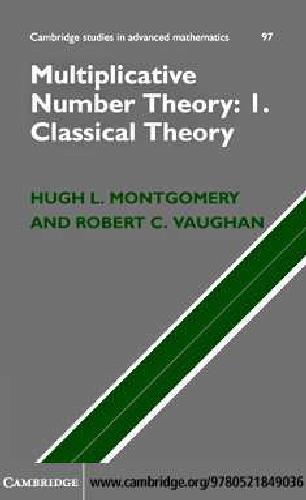 Cambridge studies in advanced mathematics 97
Multiplicative
Number Theory: 1.
Classical Theory
HUGH L. MONTGOMERY
AND ROBERT C. VAUGHAN
CAMBRIDGE www.cambridge.org/9780521849036